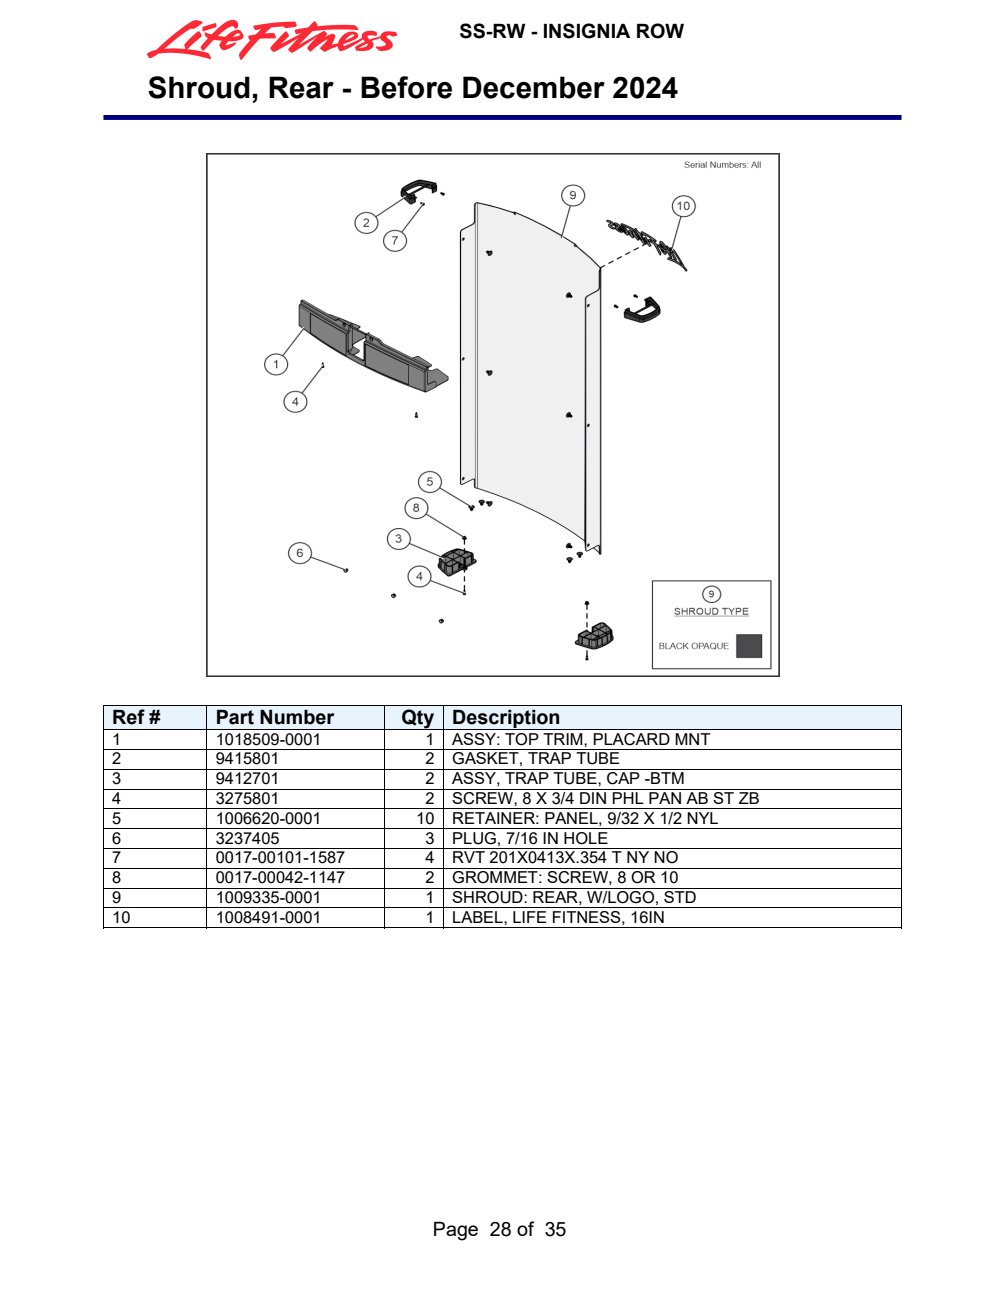 Life Fitness
SS-RW - INSIGNIA ROW
Shroud, Rear - Before December 2024
Serial Numbers: All
9
10
2
7
1
4
5
8
3
6
4
9
SHROUD TYPE
BLACK OPAQUE
Ref # Part Number Qty Description
1 1018509-0001 1 ASSY: TOP TRIM, PLACARD MNT
2 9415801 2 GASKET, TRAP TUBE
3 9412701 2 ASSY, TRAP TUBE, CAP -BTM
4 3275801 2 SCREW, 8 X 3/4 DIN PHL PAN AB ST ZB
5 1006620-0001 10 RETAINER: PANEL, 9/32 X 1/2 NYL
6 3237405 3 PLUG, 7/16 IN HOLE
7 0017-00101-1587 4 RVT 201X0413X.354 T NY NO
8 0017-00042-1147 2 GROMMET: SCREW, 8 OR 10
9 1009335-0001 1 SHROUD: REAR, W/LOGO, STD
10 1008491-0001 1 LABEL, LIFE FITNESS, 16IN
Page 28 of 35